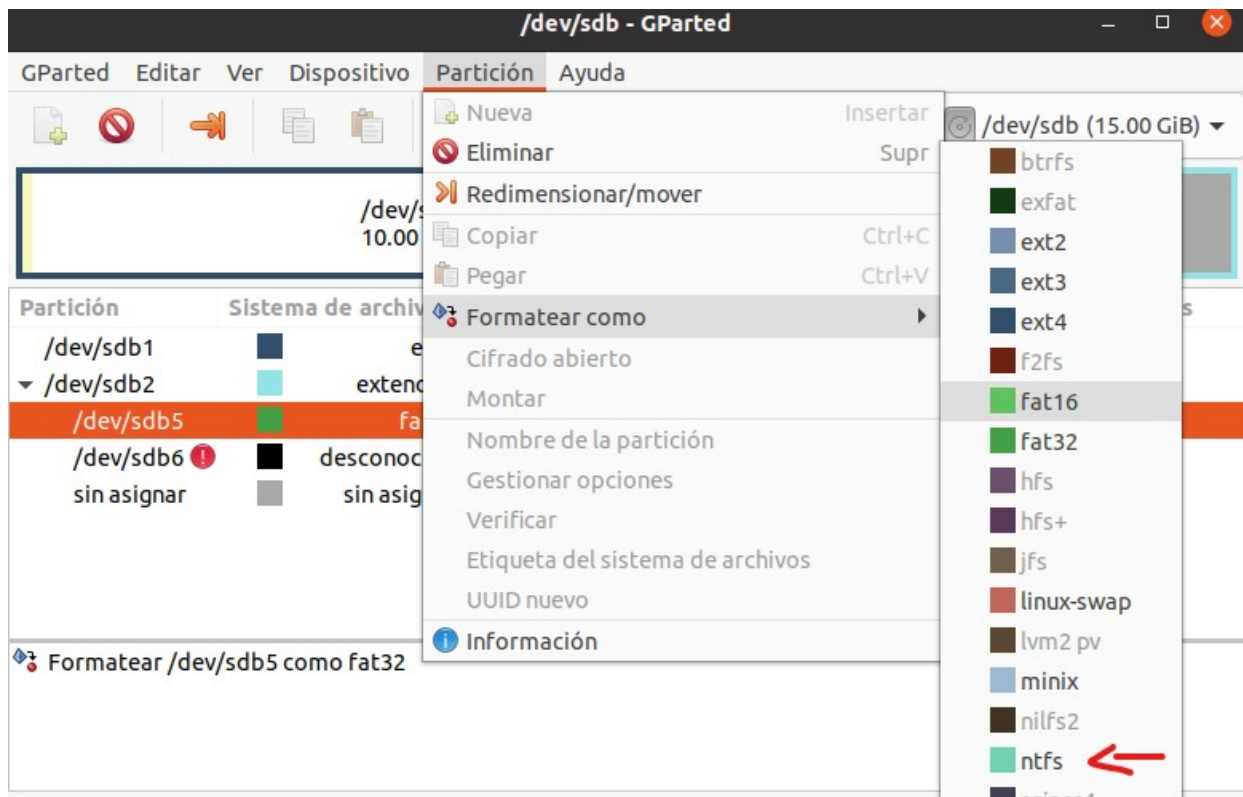 /dev/sdb - GParted
GParted Editar Ver Dispositivo Partición Ayuda
/dev/sdb (15.00 GiB)
10.00
Nueva Insertar
Eliminar Supr
Redimensionar/mover
Copiar Ctrl+C
Pegar Ctrl+V
Formatear como
Cifrado abierto
Montar
Nombre de la partición
Gestionar opciones
Verificar
Etiqueta del sistema de archivos
UUID nuevo
Información
btrfs
exfat
ext2
ext3
ext4
f2fs
fat16
fat32
hfs
hfs+
jfs
linux-swap
lvm2 pv
minix
nilfs2
ntfs
Partición Sistema de archiv
/dev/sdb1 e
/dev/sdb2 extend
/dev/sdb5 fa
/dev/sdb6 desconoc
sin asignar sin asig
Formatear /dev/sdb5 como fat32